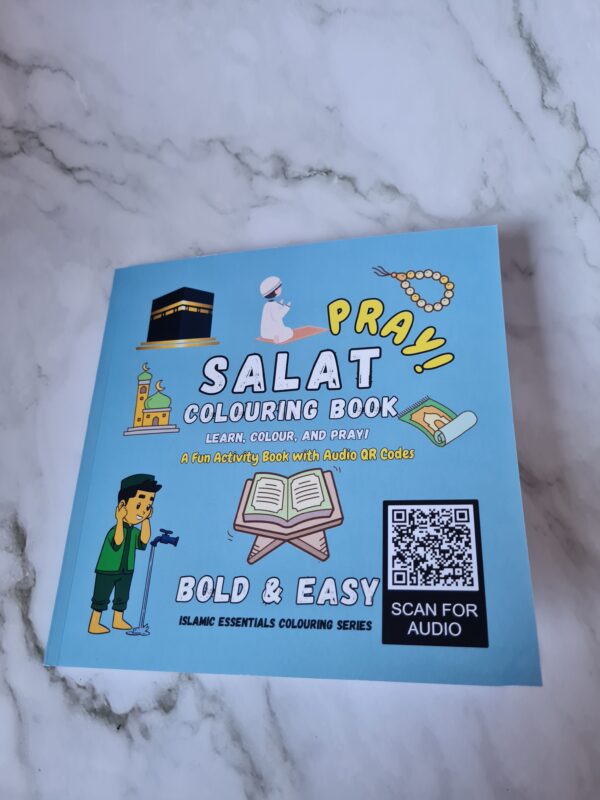 PRAY!
SALAT
COLOURING BOOK
LEARN, COLOUR, AND PRAY!
A Fun Activity Book with Audio QR Codes
BOLD & EASY
ISLAMIC ESSENTIALS COLOURING SERIES
SCAN FOR
AUDIO